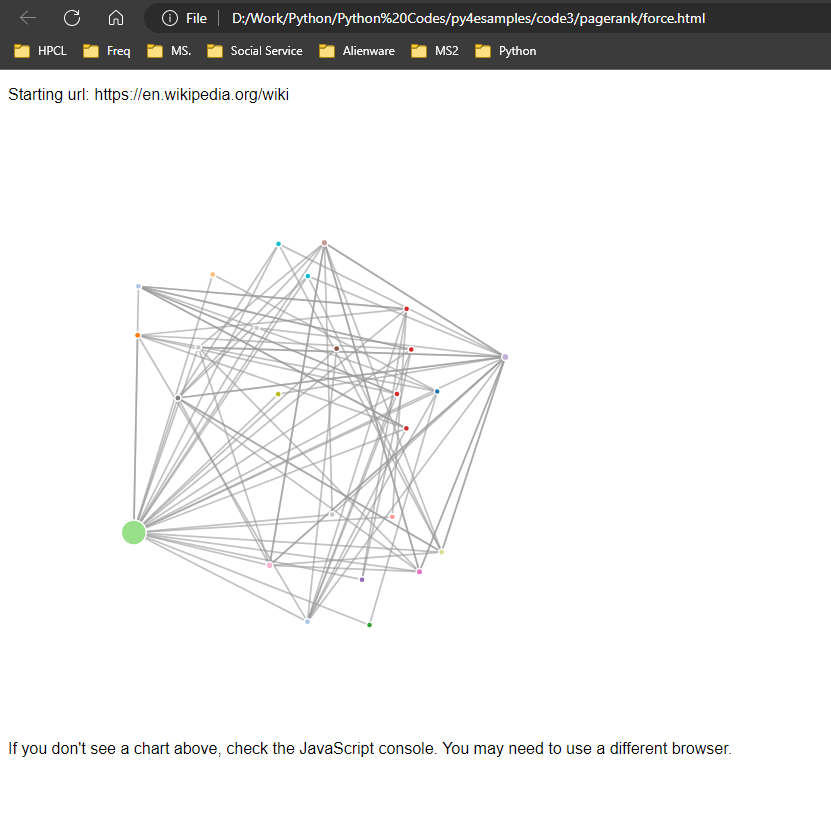 File D:/Work/Python/Python%20Codes/py4esamples/code3/pagerank/force.html
HPCL Freq MS. Social Service Alienware MS2 Python
Starting url: https://en.wikipedia.org/wiki
If you don't see a chart above, check the JavaScript console. You may need to use a different browser.